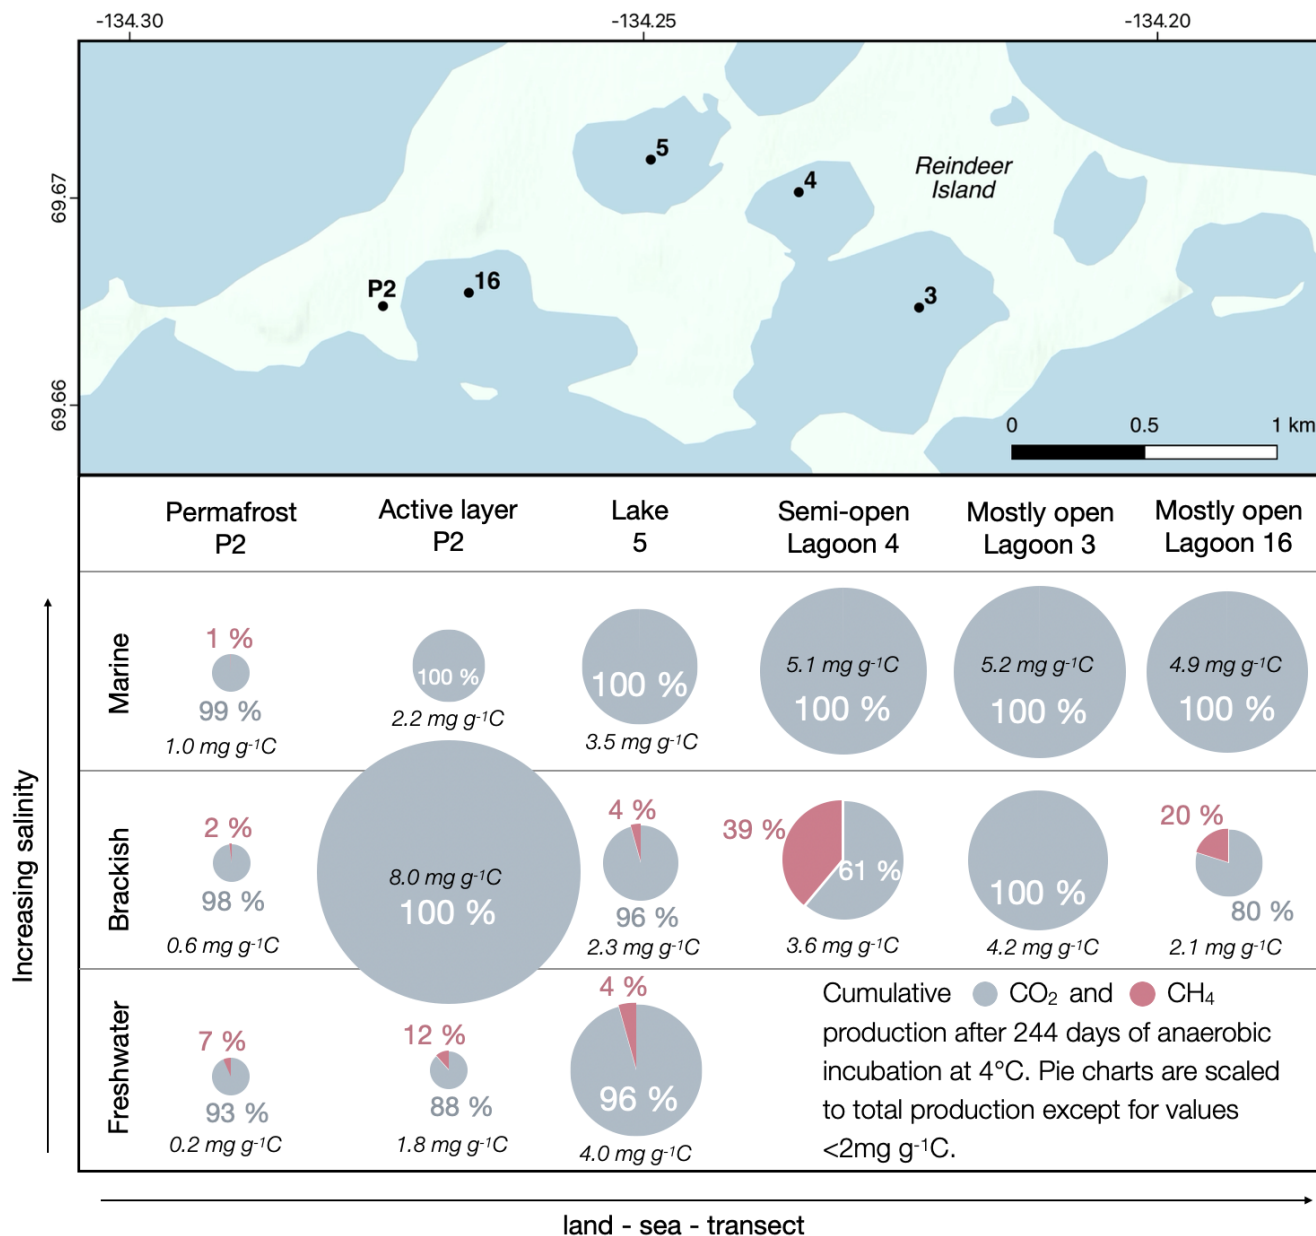 -134.30
-134.25
-134.20
69.67
69.66
5
4
Reindeer
Island
P2
16
3
0
0.5
1 km
Permafrost
P2
Active layer
P2
Lake
5
Semi-open
Lagoon 4
Mostly open
Lagoon 3
Mostly open
Lagoon 16
Increasing salinity
Marine
1 %
99 %
1.0 mg g⁻¹C
100 %
2.2 mg g⁻¹C
100 %
3.5 mg g⁻¹C
5.1 mg g⁻¹C
100 %
5.2 mg g⁻¹C
100 %
4.9 mg g⁻¹C
100 %
Brackish
2 %
98 %
0.6 mg g⁻¹C
8.0 mg g⁻¹C
100 %
4 %
96 %
2.3 mg g⁻¹C
39 %
61 %
3.6 mg g⁻¹C
100 %
4.2 mg g⁻¹C
20 %
80 %
2.1 mg g⁻¹C
Freshwater
7 %
93 %
0.2 mg g⁻¹C
12 %
88 %
1.8 mg g⁻¹C
4 %
96 %
4.0 mg g⁻¹C
Cumulative CO₂ and CH₄
production after 244 days of anaerobic
incubation at 4°C. Pie charts are scaled
to total production except for values
<2mg g⁻¹C.
land - sea - transect